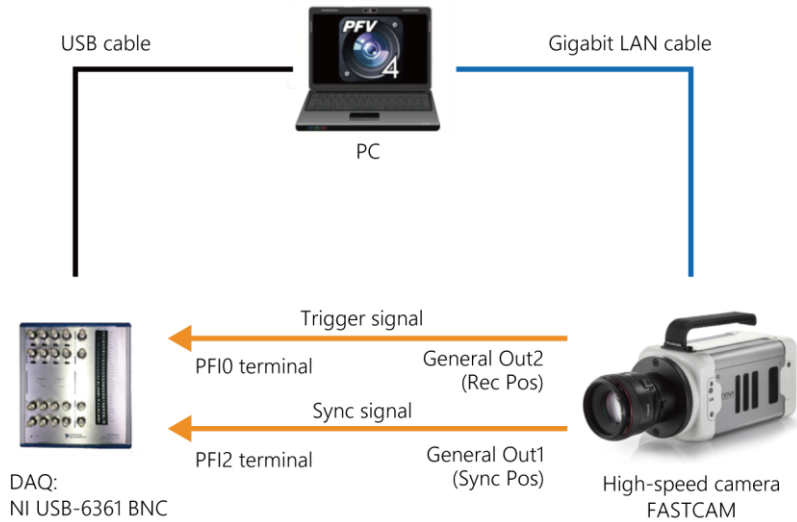 USB cable
PFV
4
Gigabit LAN cable
PC
Trigger signal
PFI0 terminal
General Out2
(Rec Pos)
Sync signal
PFI2 terminal
General Out1
(Sync Pos)
DAQ:
NI USB-6361 BNC
High-speed camera
FASTCAM